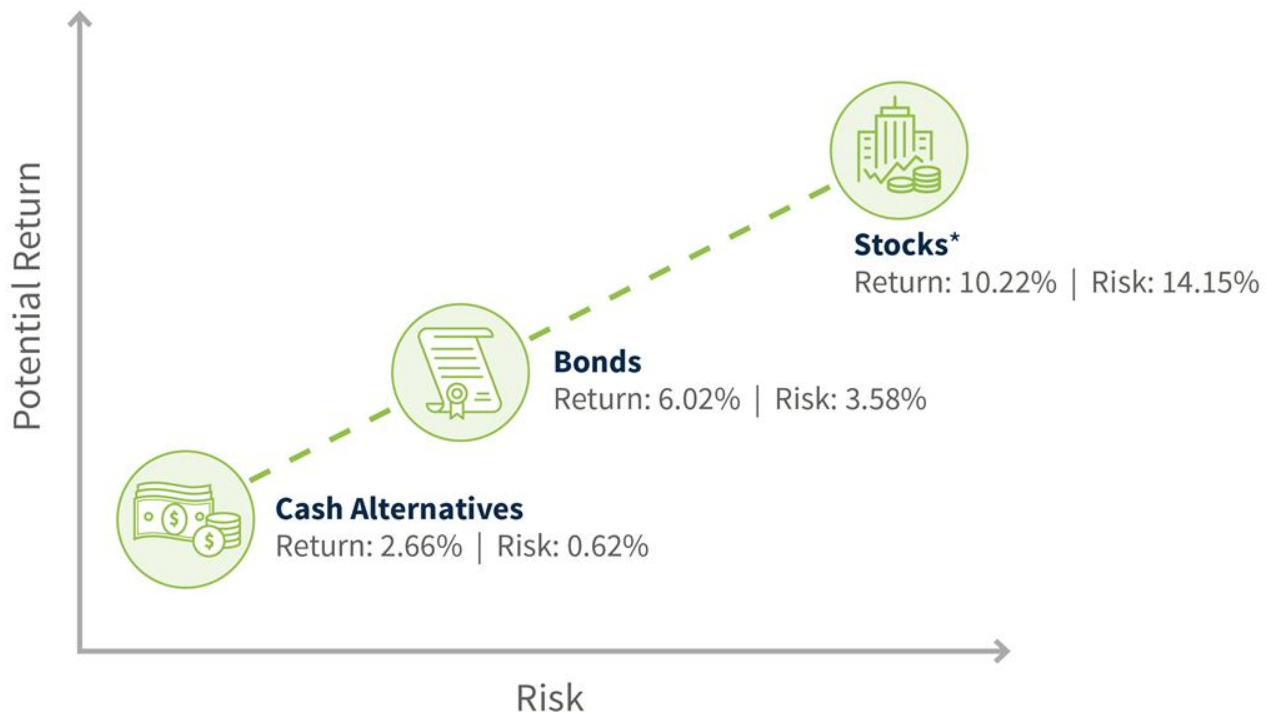 Potential Return
Stocks*
Return: 10.22% | Risk: 14.15%
Bonds
Return: 6.02% | Risk: 3.58%
Cash Alternatives
Return: 2.66% | Risk: 0.62%
$
$
Risk